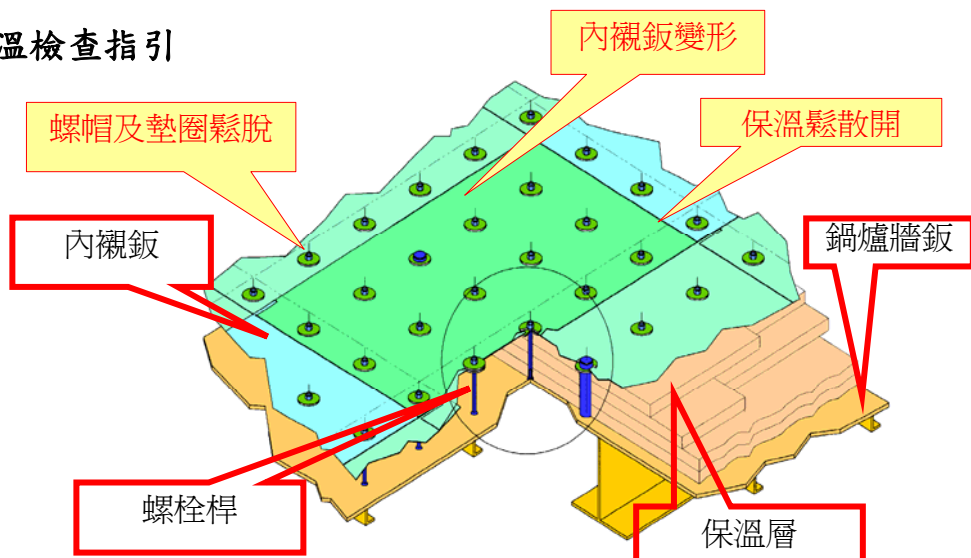 溫檢查指引
內襯鈑變形
螺帽及墊圈鬆脫
保溫鬆散開
內襯鈑
鍋爐牆鈑
螺栓桿
保溫層